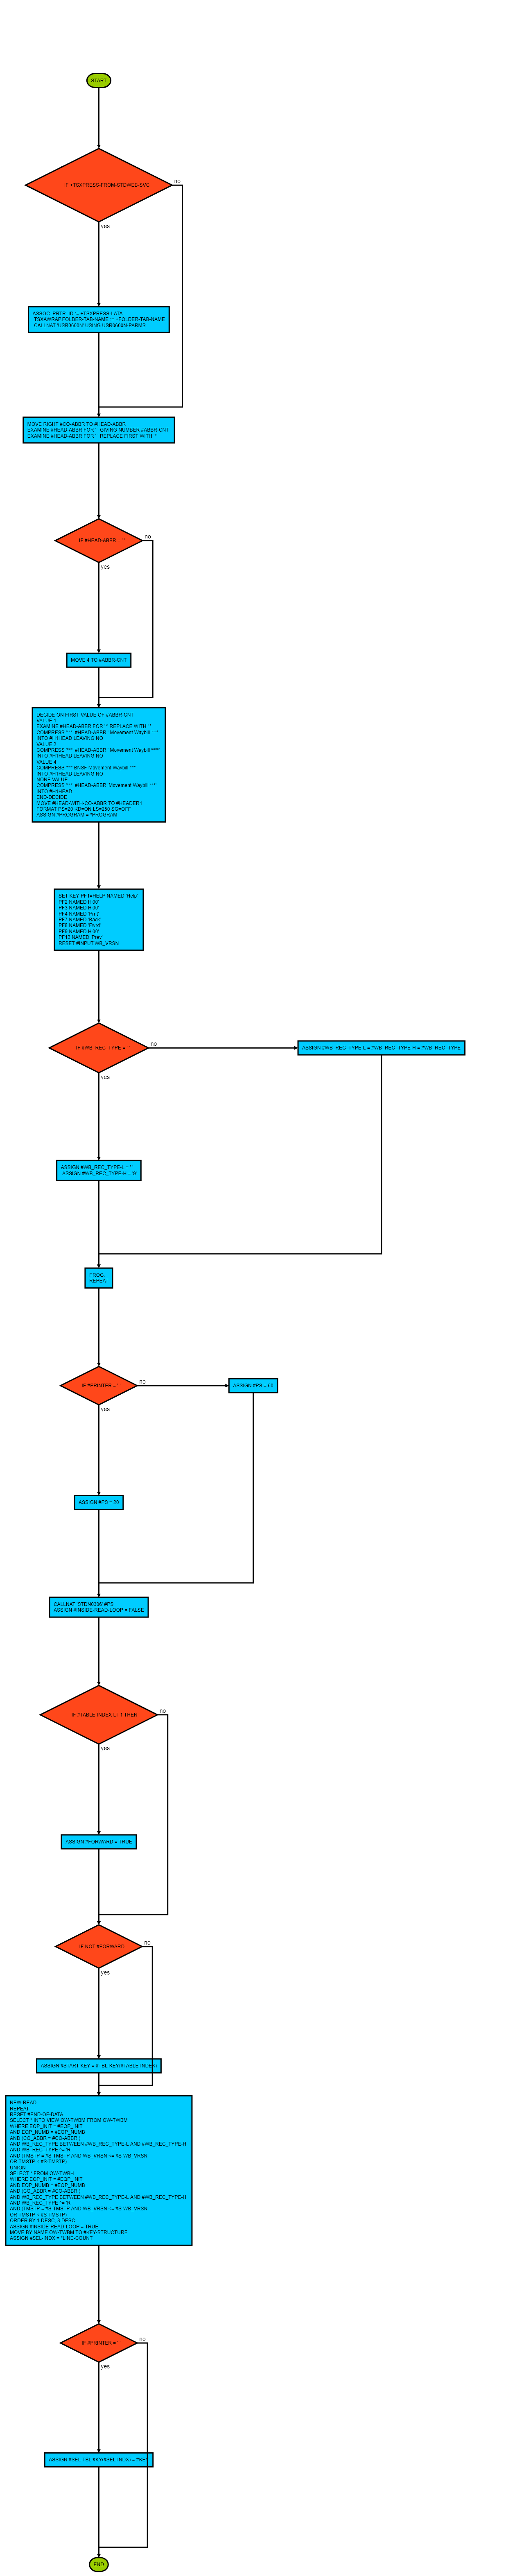 START
IF +TSXPRESS-FROM-STDWEB-SVC
no
yes
ASSOC_PRTR_ID := +TSXPRESS-LATA
TSXAWRAP.FOLDER-TAB-NAME := +FOLDER-TAB-NAME
CALLNAT 'USR0600N' USING USR0600N-PARMS
MOVE RIGHT #CO-ABBR TO #HEAD-ABBR
EXAMINE #HEAD-ABBR FOR ' ' GIVING NUMBER #ABBR-CNT
EXAMINE #HEAD-ABBR FOR ' ' REPLACE FIRST WITH '*'
IF #HEAD-ABBR = ' '
no
yes
MOVE 4 TO #ABBR-CNT
DECIDE ON FIRST VALUE OF #ABBR-CNT
VALUE 1
EXAMINE #HEAD-ABBR FOR '*' REPLACE WITH ' '
COMPRESS '***' #HEAD-ABBR ' Movement Waybill ***'
INTO #H1HEAD LEAVING NO
VALUE 2
COMPRESS '***' #HEAD-ABBR ' Movement Waybill ****'
INTO #H1HEAD LEAVING NO
VALUE 4
COMPRESS '*** BNSF Movement Waybill ***'
INTO #H1HEAD LEAVING NO
NONE VALUE
COMPRESS '***' #HEAD-ABBR 'Movement Waybill ***'
INTO #H1HEAD
END-DECIDE
MOVE #HEAD-WITH-CO-ABBR TO #HEADER1
FORMAT PS=20 KD=ON LS=250 SG=OFF
ASSIGN #PROGRAM = *PROGRAM
SET KEY PF1=HELP NAMED 'Help'
PF2 NAMED H'00'
PF3 NAMED H'00'
PF4 NAMED 'Print'
PF7 NAMED 'Back'
PF8 NAMED 'Forrd'
PF9 NAMED H'00'
PF12 NAMED 'Prev'
RESET #INPUT.WB_VRSN
IF #WB_REC_TYPE = ' '
no
ASSIGN #WB_REC_TYPE-L = #WB_REC_TYPE-H = #WB_REC_TYPE
yes
ASSIGN #WB_REC_TYPE-L = ' '
ASSIGN #WB_REC_TYPE-H = '9'
PROG.
REPEAT
IF #PRINTER = ' '
no
ASSIGN #PS = 60
yes
ASSIGN #PS = 20
CALLNAT 'STDN0300' #PS
ASSIGN #INSIDE-READ-LOOP = FALSE
IF #TABLE-INDEX LT 1 THEN
no
yes
ASSIGN #FORWARD = TRUE
IF NOT #FORWARD
no
yes
ASSIGN #START-KEY = #TBL-KEY(#TABLE-INDEX)
NEW-READ.
REPEAT
RESET #END-OF-DATA
SELECT * INTO VIEW OW-TWBM FROM OW-TWBM
WHERE EQP_INIT = #EQP_INIT
AND EQP_NUMB = #EQP_NUMB
AND (CO_ABBR = #CO-ABBR )
AND WB_REC_TYPE BETWEEN #WB_REC_TYPE-L AND #WB_REC_TYPE-H
AND WB_REC_TYPE ^= 'R'
AND (TMSTP = #S-TMSTP AND WB_VRSN <= #S-WB_VRSN
OR TMSTP < #S-TMSTP)
UNION
SELECT * FROM OW-TWBH
WHERE EQP_INIT = #EQP_INIT
AND EQP_NUMB = #EQP_NUMB
AND (CO_ABBR = #CO-ABBR )
AND WB_REC_TYPE BETWEEN #WB_REC_TYPE-L AND #WB_REC_TYPE-H
AND WB_REC_TYPE ^= 'R'
AND (TMSTP = #S-TMSTP AND WB_VRSN <= #S-WB_VRSN
OR TMSTP < #S-TMSTP)
ORDER BY 1 DESC, 3 DESC
ASSIGN #INSIDE-READ-LOOP = TRUE
MOVE BY NAME OW-TWBM TO #KEY-STRUCTURE
ASSIGN #SEL-INDX = *LINE-COUNT
IF #PRINTER = ' '
no
yes
ASSIGN #SEL-TBL.#KY(#SEL-INDX) = #KEY
END